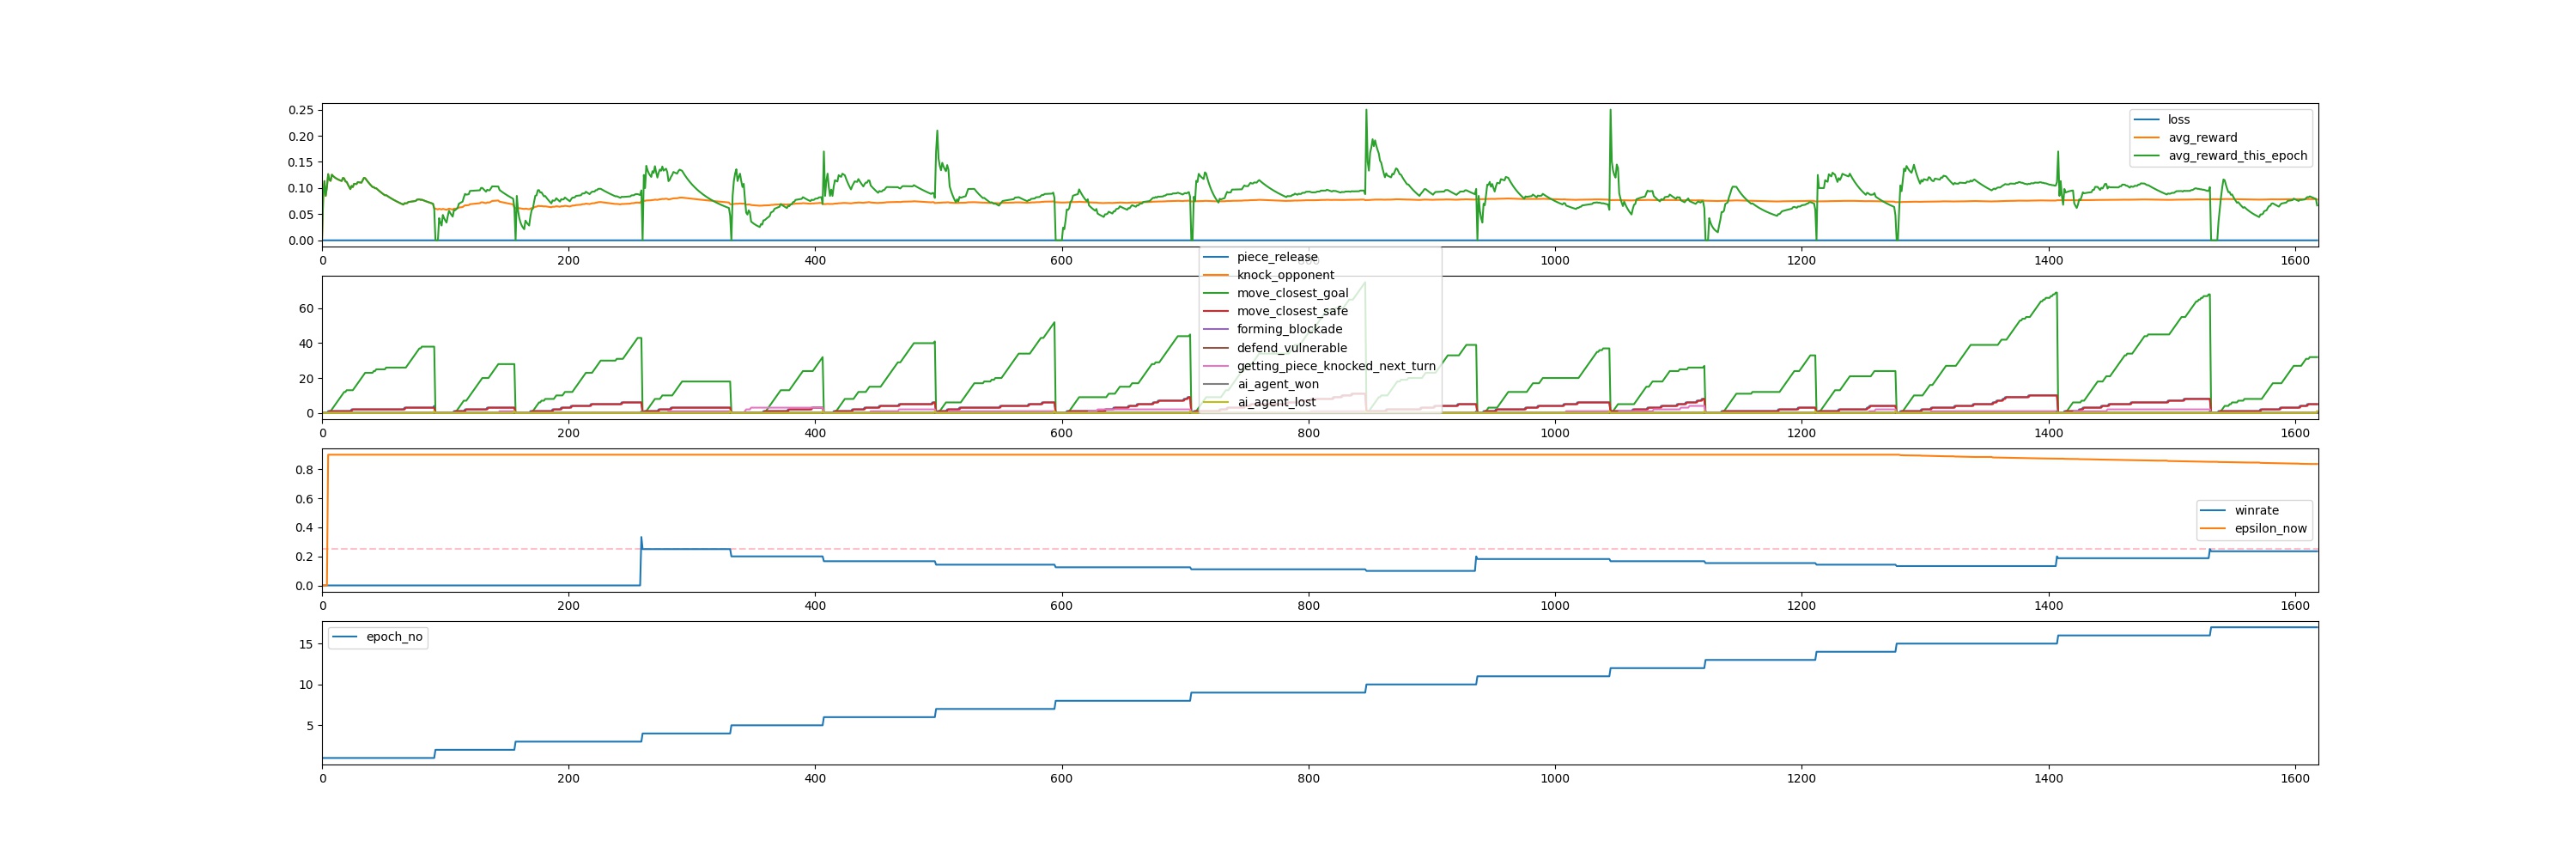 0.25
0.20
0.15
0.10
0.05
0.00
loss
avg_reward
avg_reward_this_epoch
0 200 400 600 800 1000 1200 1400 1600
60
40
20
0
piece_release
knock_opponent
move_closest_goal
move_closest_safe
forming_blockade
defend_vulnerable
getting_piece_knocked_next_turn
ai_agent_won
ai_agent_lost
0 200 400 600 800 1000 1200 1400 1600
0.8
0.6
0.4
0.2
0.0
winrate
epsilon_now
0 200 400 600 800 1000 1200 1400 1600
epoch_no
15
10
5
0 200 400 600 800 1000 1200 1400 1600